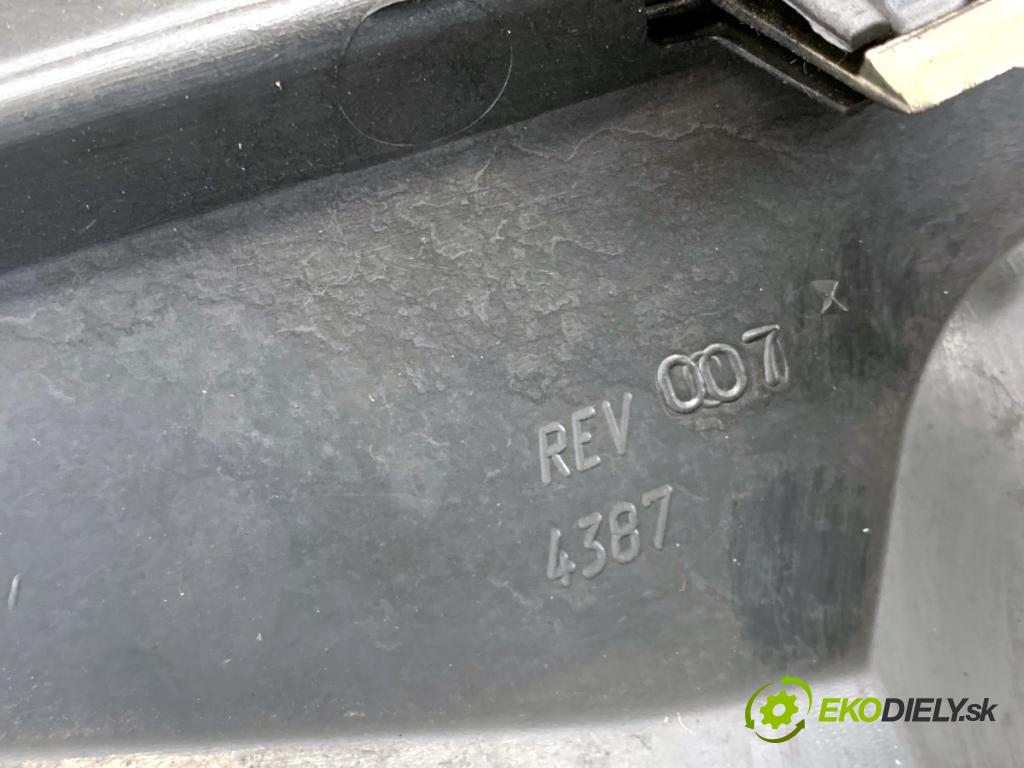 REV 007
4387
EKODIELY.sk